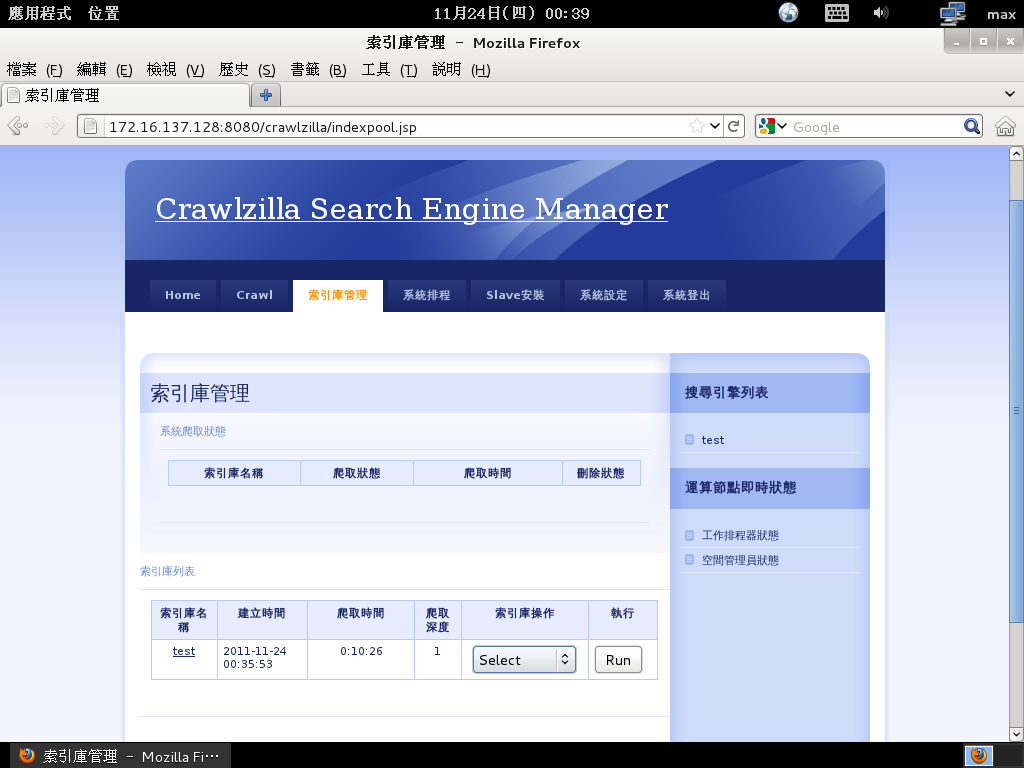 應用程式 位置 11月24日(四) 00:39 max
索引庫管理 - Mozilla Firefox
檔案 (F) 編輯 (E) 檢視 (V) 歷史 (S) 書籤 (B) 工具 (T) 說明 (H)
索引庫管理
172.16.137.128:8080/crawlzilla/indexpool.jsp Google
Crawlzilla Search Engine Manager
Home Crawl 索引庫管理 系統排程 Slave安裝 系統設定 系統登出
索引庫管理
系統爬取狀態
索引庫名稱 爬取狀態 爬取時間 刪除狀態
搜尋引擎列表
test
運算節點即時狀態
工作排程器狀態
空間管理員狀態
索引庫列表
索引庫名稱 建立時間 爬取時間 爬取深度 索引庫操作 執行
test 2011-11-24 00:35:53 0:10:26 1 Select Run
索引庫管理 - Mozilla Fi⋯